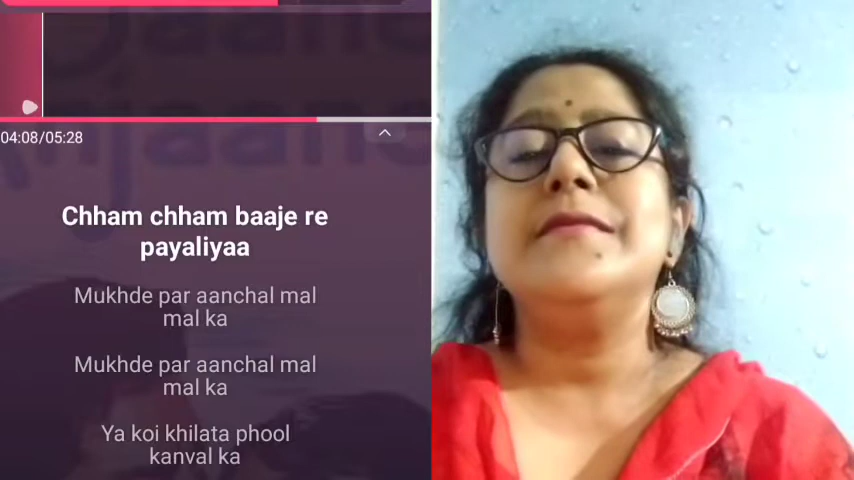 04:08/05:28
Chham chham baaje re
payaliyaa
Mukhde par aanchal mal
mal ka
Mukhde par aanchal mal
mal ka
Ya koi khilata phool
kanval ka